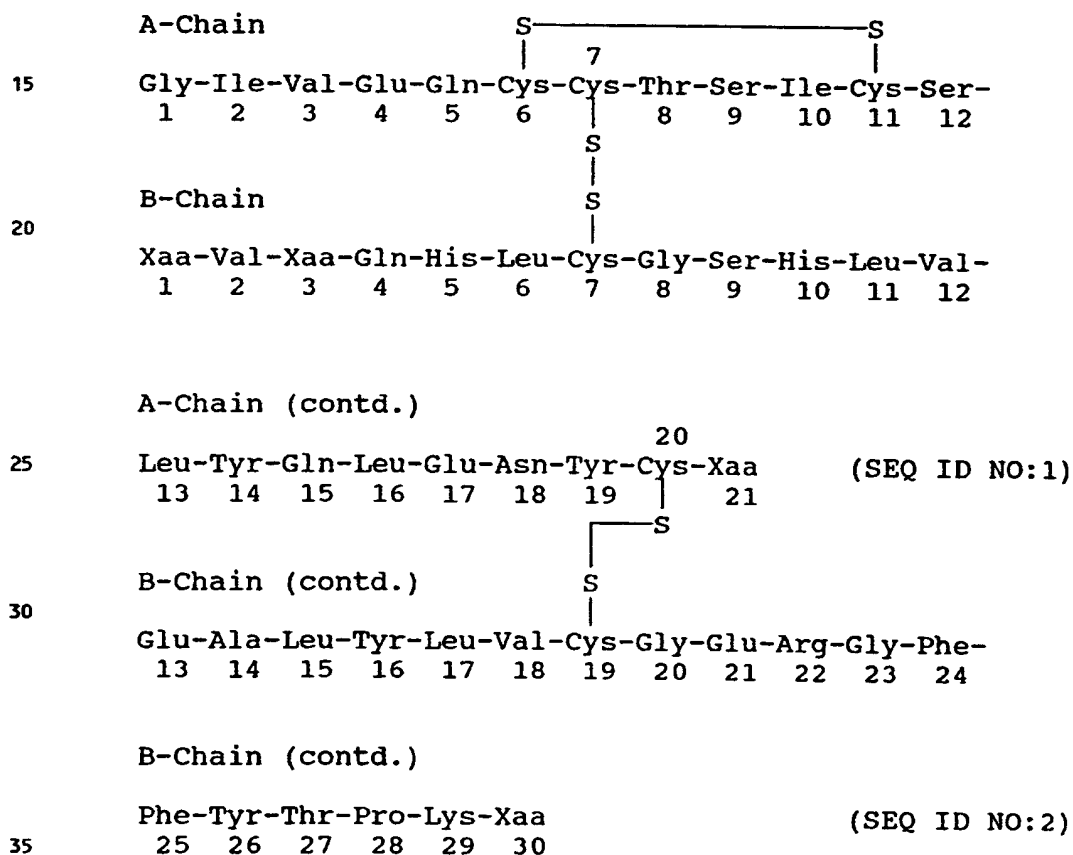 A-Chain S S
7
15 Gly-Ile-Val-Glu-Gln-Cys-Cys-Thr-Ser-Ile-Cys-Ser-
1 2 3 4 5 6 8 9 10 11 12
S
S
B-Chain
20
Xaa-Val-Xaa-Gln-His-Leu-Cys-Gly-Ser-His-Leu-Val-
1 2 3 4 5 6 7 8 9 10 11 12
A-Chain (contd.)
20
25 Leu-Tyr-Gln-Leu-Glu-Asn-Tyr-Cys-Xaa (SEQ ID NO:1)
13 14 15 16 17 18 19 21
S
B-Chain (contd.) S
30
Glu-Ala-Leu-Tyr-Leu-Val-Cys-Gly-Glu-Arg-Gly-Phe-
13 14 15 16 17 18 19 20 21 22 23 24
B-Chain (contd.)
Phe-Tyr-Thr-Pro-Lys-Xaa (SEQ ID NO:2)
35 25 26 27 28 29 30